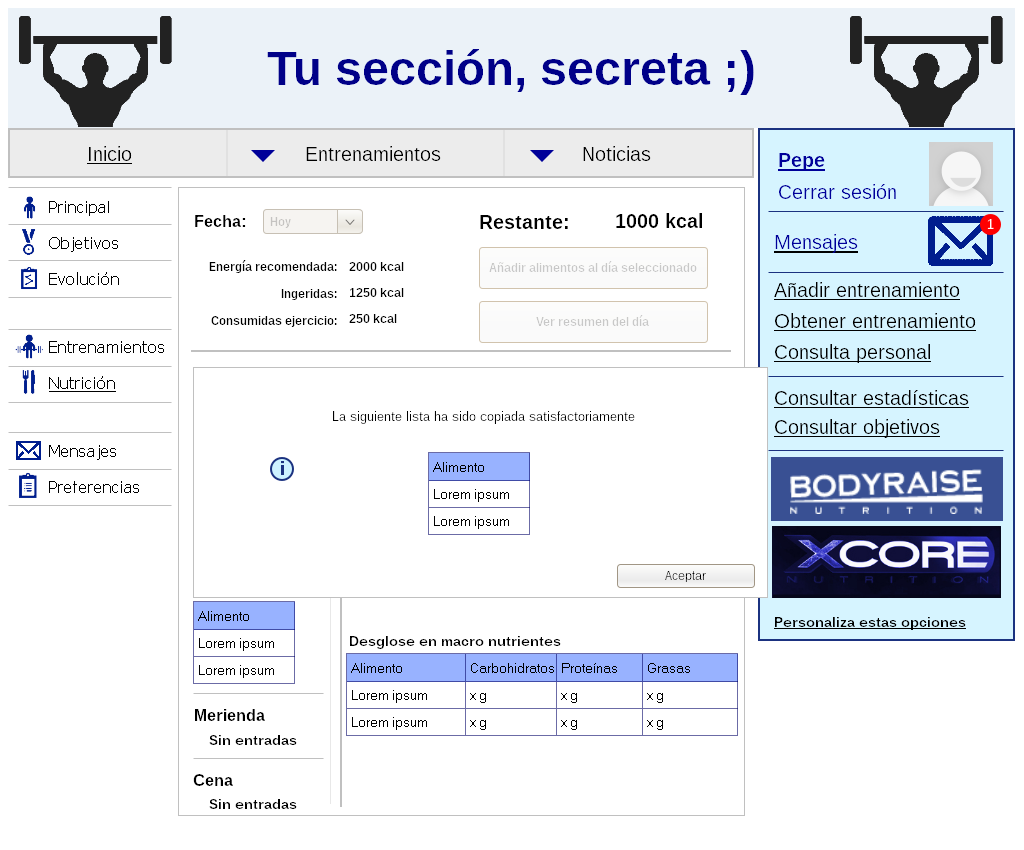 Tu sección, secreta ;)
Inicio
Entrenamientos
Noticias
Pepe
Cerrar sesión
Mensajes
1
Añadir entrenamiento
Obtener entrenamiento
Consulta personal
Consultar estadísticas
Consultar objetivos
BODYRAISE
NUTRITION
XCORE
NUTRITION
Personaliza estas opciones
Principal
Objetivos
Evolución
Entrenamientos
Nutrición
Mensajes
Preferencias
Fecha: Hoy
Restante: 1000 kcal
Energía recomendada: 2000 kcal
Ingeridas: 1250 kcal
Consumidas ejercicio: 250 kcal
Añadir alimentos al día seleccionado
Ver resumen del día
La siguiente lista ha sido copiada satisfactoriamente
i
Alimento
Lorem ipsum
Lorem ipsum
Aceptar
Alimento
Lorem ipsum
Lorem ipsum
Merienda
Sin entradas
Cena
Sin entradas
Desglose en macro nutrientes
Alimento Carbohidratos Proteínas Grasas
Lorem ipsum x g x g x g
Lorem ipsum x g x g x g